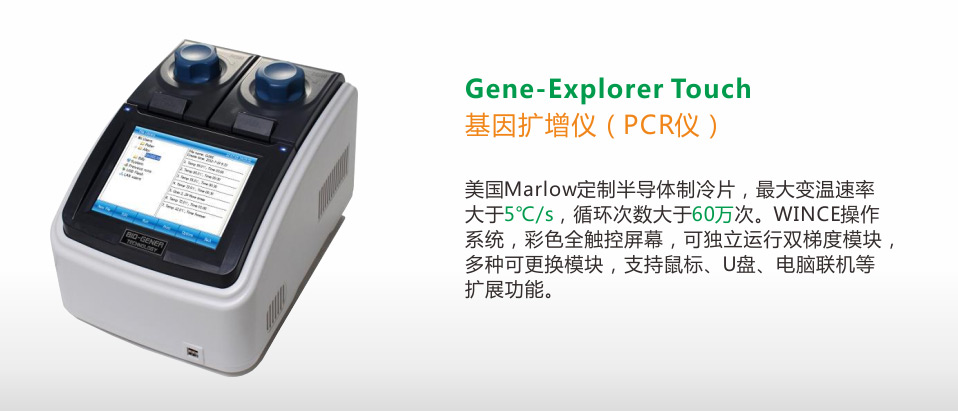 Gene-Explorer Touch
基因扩增仪（PCR仪）
美国Marlow定制半导体制冷片，最大变温速率
大于5℃/s，循环次数大于60万次。WINCE操作
系统，彩色全触控屏幕，可独立运行双梯度模块，
多种可更换模块，支持鼠标、U盘、电脑联机等
扩展功能。
BIO-GENER
TECHNOLOGY